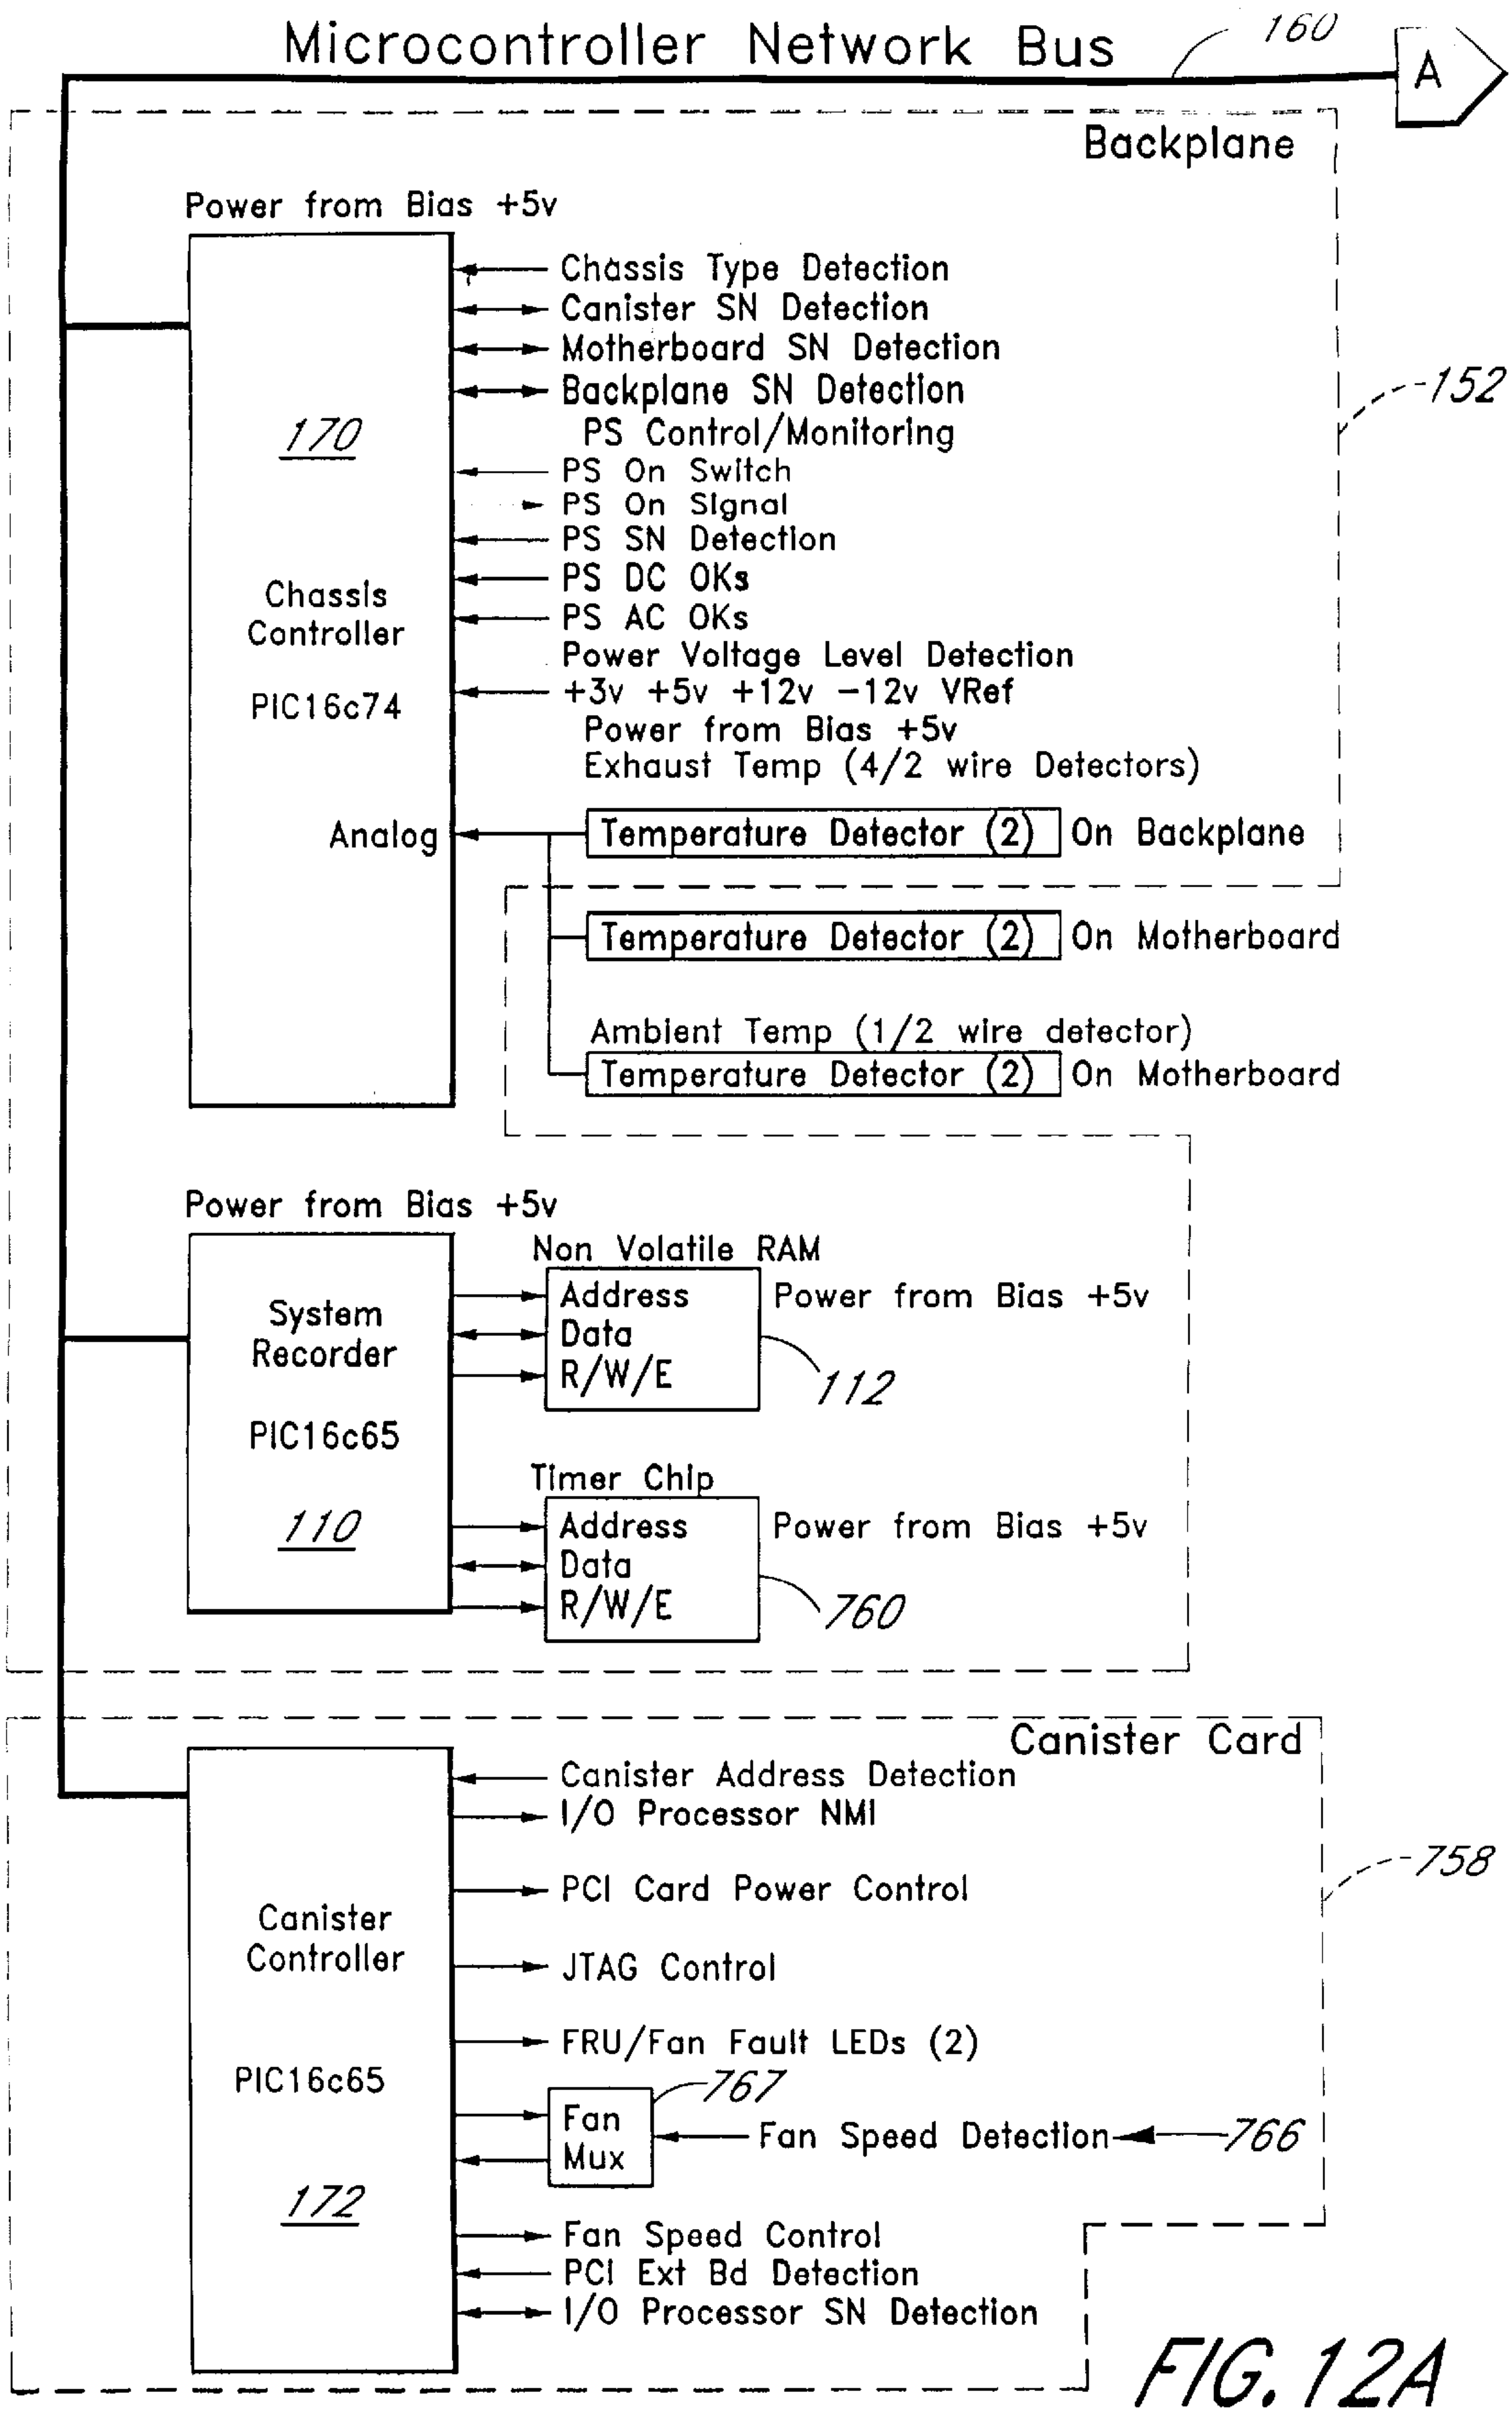 Microcontroller Network Bus
160
A
Backplane
Power from Bias +5v
Chassis Type Detection
Canister SN Detection
Motherboard SN Detection
Backplane SN Detection
152
170
PS Control/Monitoring
PS On Switch
PS On Signal
PS SN Detection
PS DC OKs
PS AC OKs
Chassis
Controller
PIC16c74
Power Voltage Level Detection
+3v +5v +12v -12v VRef
Power from Bias +5v
Exhaust Temp (4/2 wire Detectors)
Analog
Temperature Detector (2) On Backplane
Temperature Detector (2) On Motherboard
Ambient Temp (1/2 wire detector)
Temperature Detector (2) On Motherboard
Power from Bias +5v
System
Recorder
PIC16c65
110
Non Volatile RAM
Address
Data
R/W/E
Power from Bias +5v
112
Timer Chip
Address
Data
R/W/E
Power from Bias +5v
760
Canister Card
Canister Address Detection
I/O Processor NMI
PCI Card Power Control
758
Canister
Controller
PIC16c65
172
JTAG Control
FRU/Fan Fault LEDs (2)
767
Fan
Mux
Fan Speed Detection
766
Fan Speed Control
PCI Ext Bd Detection
I/O Processor SN Detection
FIG. 12A